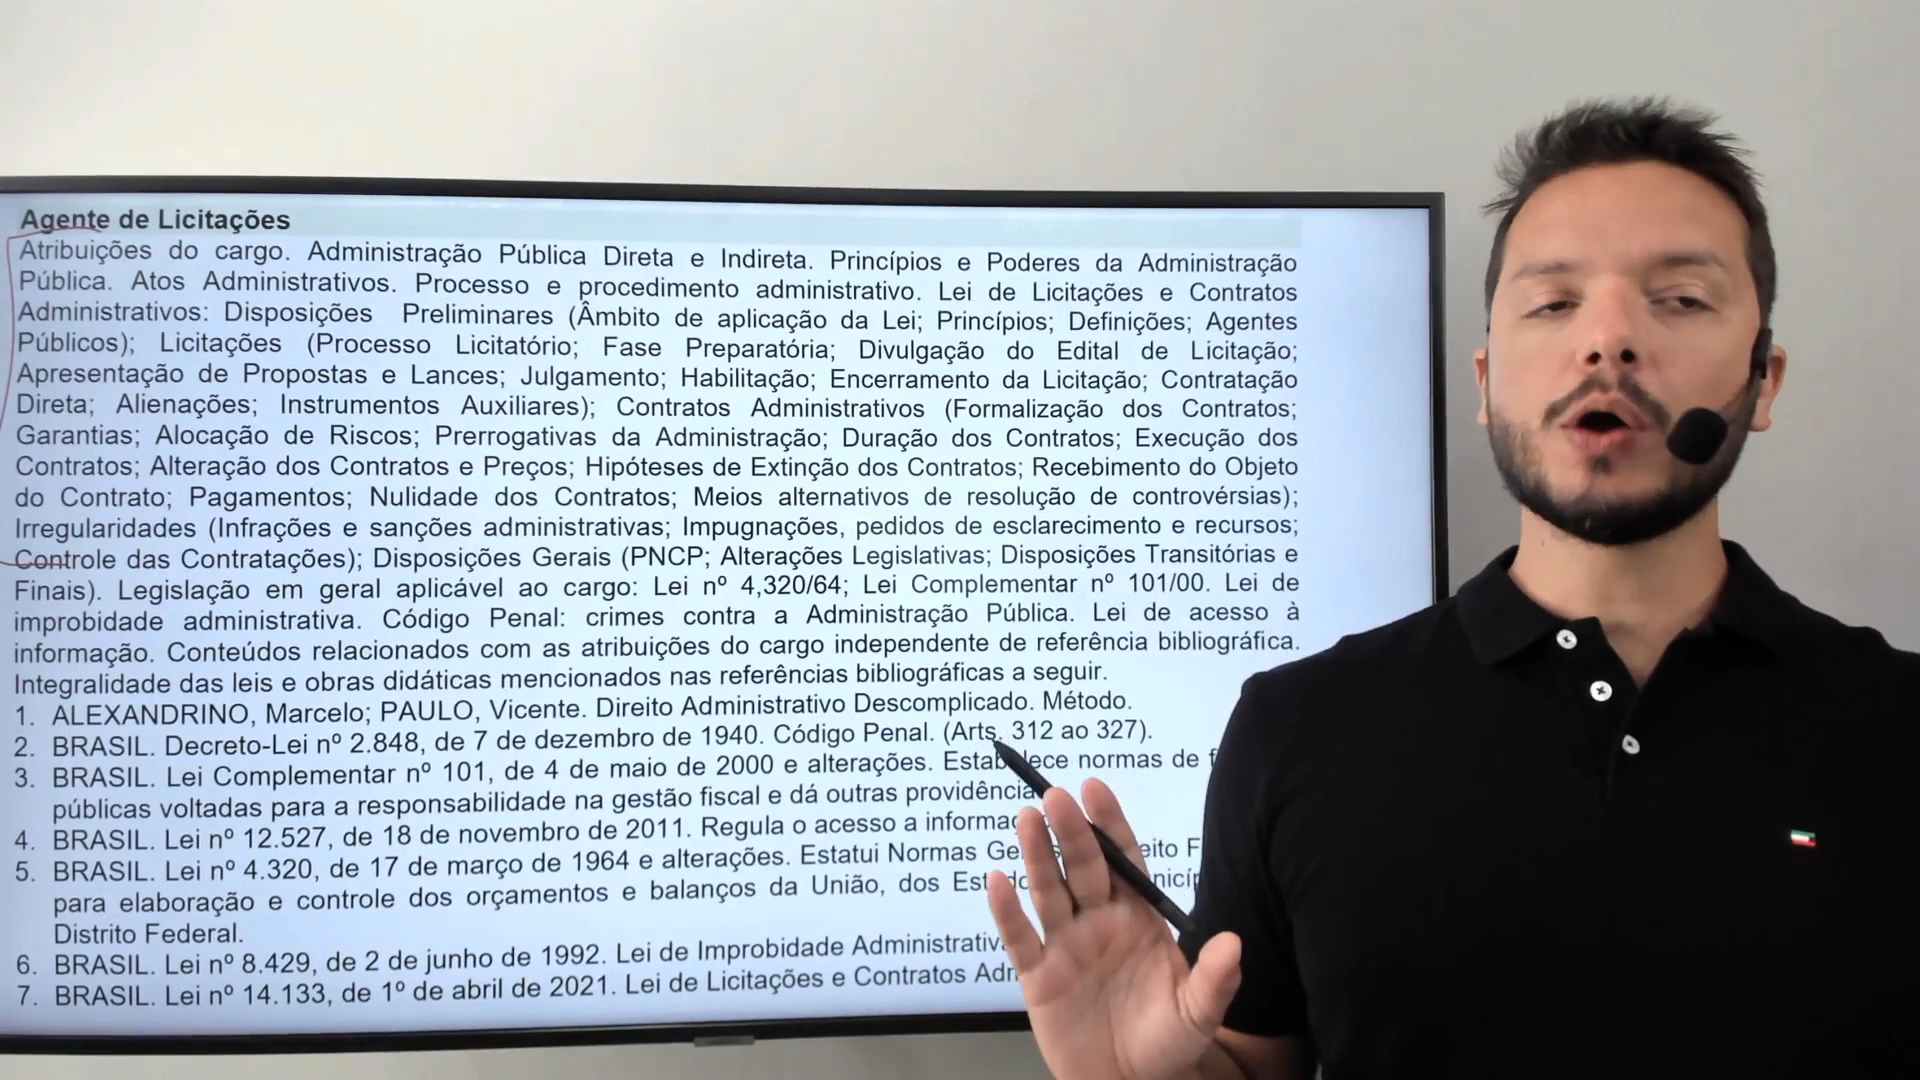 Agente de Licitações
Atribuições do cargo. Administração Pública Direta e Indireta. Princípios e Poderes da Administração
Pública. Atos Administrativos. Processo e procedimento administrativo. Lei de Licitações e Contratos
Administrativos: Disposições Preliminares (Âmbito de aplicação da Lei; Princípios; Definições; Agentes
Públicos); Licitações (Processo Licitatório; Fase Preparatória; Divulgação do Edital de Licitação;
Apresentação de Propostas e Lances; Julgamento; Habilitação; Encerramento da Licitação; Contratação
Direta; Alienações; Instrumentos Auxiliares); Contratos Administrativos (Formalização dos Contratos;
Garantias; Alocação de Riscos; Prerrogativas da Administração; Duração dos Contratos; Execução dos
Contratos; Alteração dos Contratos e Preços; Hipóteses de Extinção dos Contratos; Recebimento do Objeto
do Contrato; Pagamentos; Nulidade dos Contratos; Meios alternativos de resolução de controvérsias);
Irregularidades (Infrações e sanções administrativas; Impugnações, pedidos de esclarecimento e recursos;
Controle das Contratações); Disposições Gerais (PNCP; Alterações Legislativas; Disposições Transitórias e
Finais). Legislação em geral aplicável ao cargo: Lei nº 4,320/64; Lei Complementar nº 101/00. Lei de
improbidade administrativa. Código Penal: crimes contra a Administração Pública. Lei de acesso à
informação. Conteúdos relacionados com as atribuições do cargo independente de referência bibliográfica.
Integralidade das leis e obras didáticas mencionados nas referências bibliográficas a seguir.
1. ALEXANDRINO, Marcelo; PAULO, Vicente. Direito Administrativo Descomplicado. Método.
2. BRASIL. Decreto-Lei nº 2.848, de 7 de dezembro de 1940. Código Penal. (Arts. 312 ao 327).
3. BRASIL. Lei Complementar nº 101, de 4 de maio de 2000 e alterações. Estabelece normas de
públicas voltadas para a responsabilidade na gestão fiscal e dá outras providência
4. BRASIL. Lei nº 12.527, de 18 de novembro de 2011. Regula o acesso a
5. BRASIL. Lei nº 4.320, de 17 de março de 1964 e alterações. Estatui Normas
para elaboração e controle dos orçamentos e balanços da União, dos
Distrito Federal.
6. BRASIL. Lei nº 8.429, de 2 de junho de 1992. Lei de Improbidade Administrativ
7. BRASIL. Lei nº 14.133, de 1º de abril de 2021. Lei de Licitações e Contratos